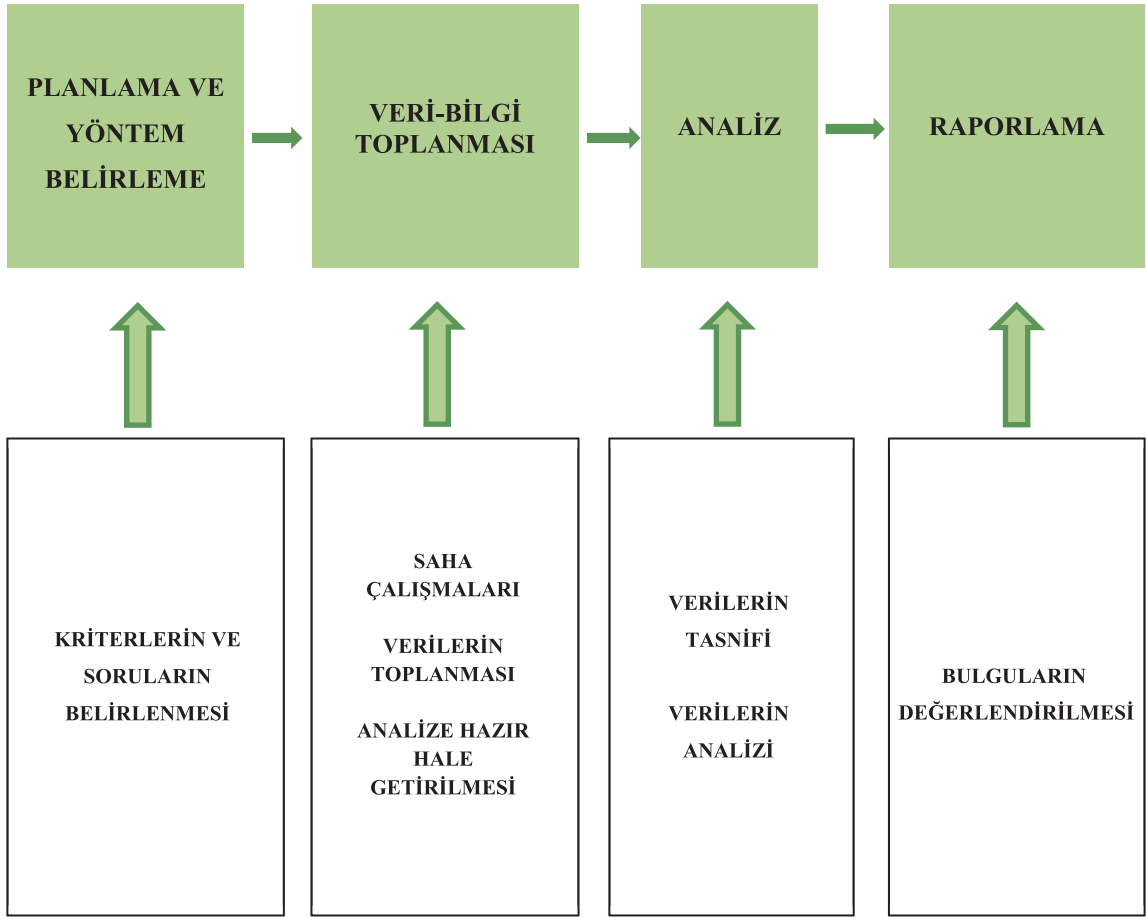 PLANLAMA VE
YÖNTEM
BELİRLEME
VERİ-BİLGİ
TOPLANMASI
ANALİZ
RAPORLAMA
KRİTERLERİN VE
SORULARIN
BELİRLENMESİ
SAHA
ÇALIŞMALARI
VERİLERİN
TOPLANMASI
ANALİZE HAZIR
HALE
GETİRİLMESİ
VERİLERİN
TASNİFİ
VERİLERİN
ANALİZİ
BULGULARIN
DEĞERLENDİRİLMESİ